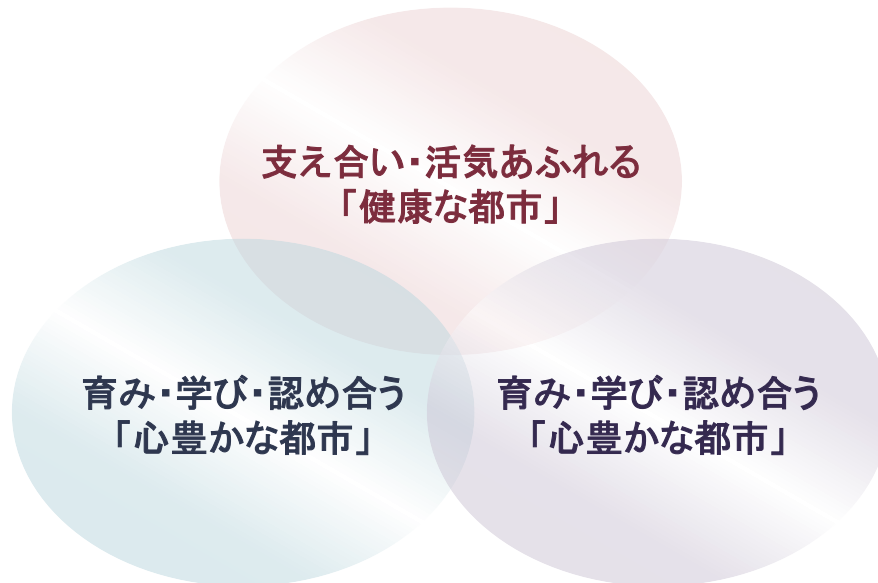 支え合い・活気あふれる
「健康な都市」
育み・学び・認め合う
「心豊かな都市」
育み・学び・認め合う
「心豊かな都市」